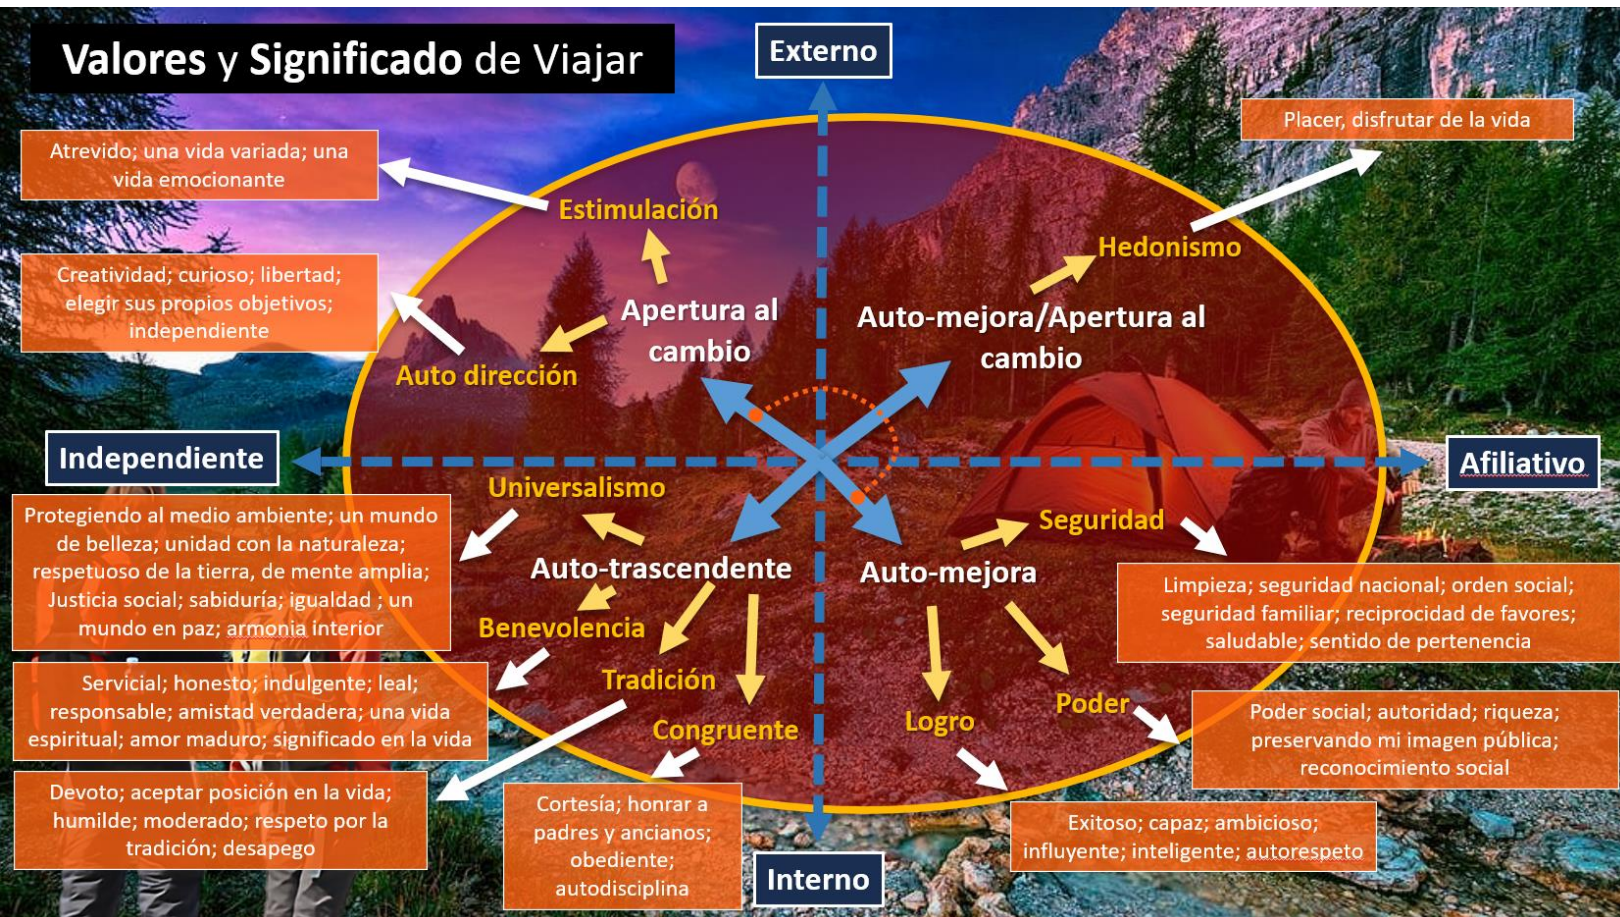 Valores y Significado de Viajar
Externo
Placer, disfrutar de la vida
Atrevido; una vida variada; una
vida emocionante
Estimulación
Hedonismo
Creatividad; curioso; libertad;
elegir sus propios objetivos;
independiente
Apertura al
cambio
Auto-mejora/Apertura al
cambio
Auto dirección
Independiente
Afiliativo
Universalismo
Protegiendo al medio ambiente; un mundo
de belleza; unidad con la naturaleza;
respetuoso de la tierra, de mente amplia;
Justicia social; sabiduría; igualdad ; un
mundo en paz; armonia interior
Seguridad
Auto-trascendente
Auto-mejora
Limpieza; seguridad nacional; orden social;
seguridad familiar; reciprocidad de favores;
saludable; sentido de pertenencia
Benevolencia
Servicial; honesto; indulgente; leal;
responsable; amistad verdadera; una vida
espiritual; amor maduro; significado en la vida
Tradición
Congruente
Logro
Poder
Poder social; autoridad; riqueza;
preservando mi imagen pública;
reconocimiento social
Devoto; aceptar posición en la vida;
humilde; moderado; respeto por la
tradición; desapego
Cortesía; honrar a
padres y ancianos;
obediente;
autodisciplina
Exitoso; capaz; ambicioso;
influyente; inteligente; autorespeto
Interno